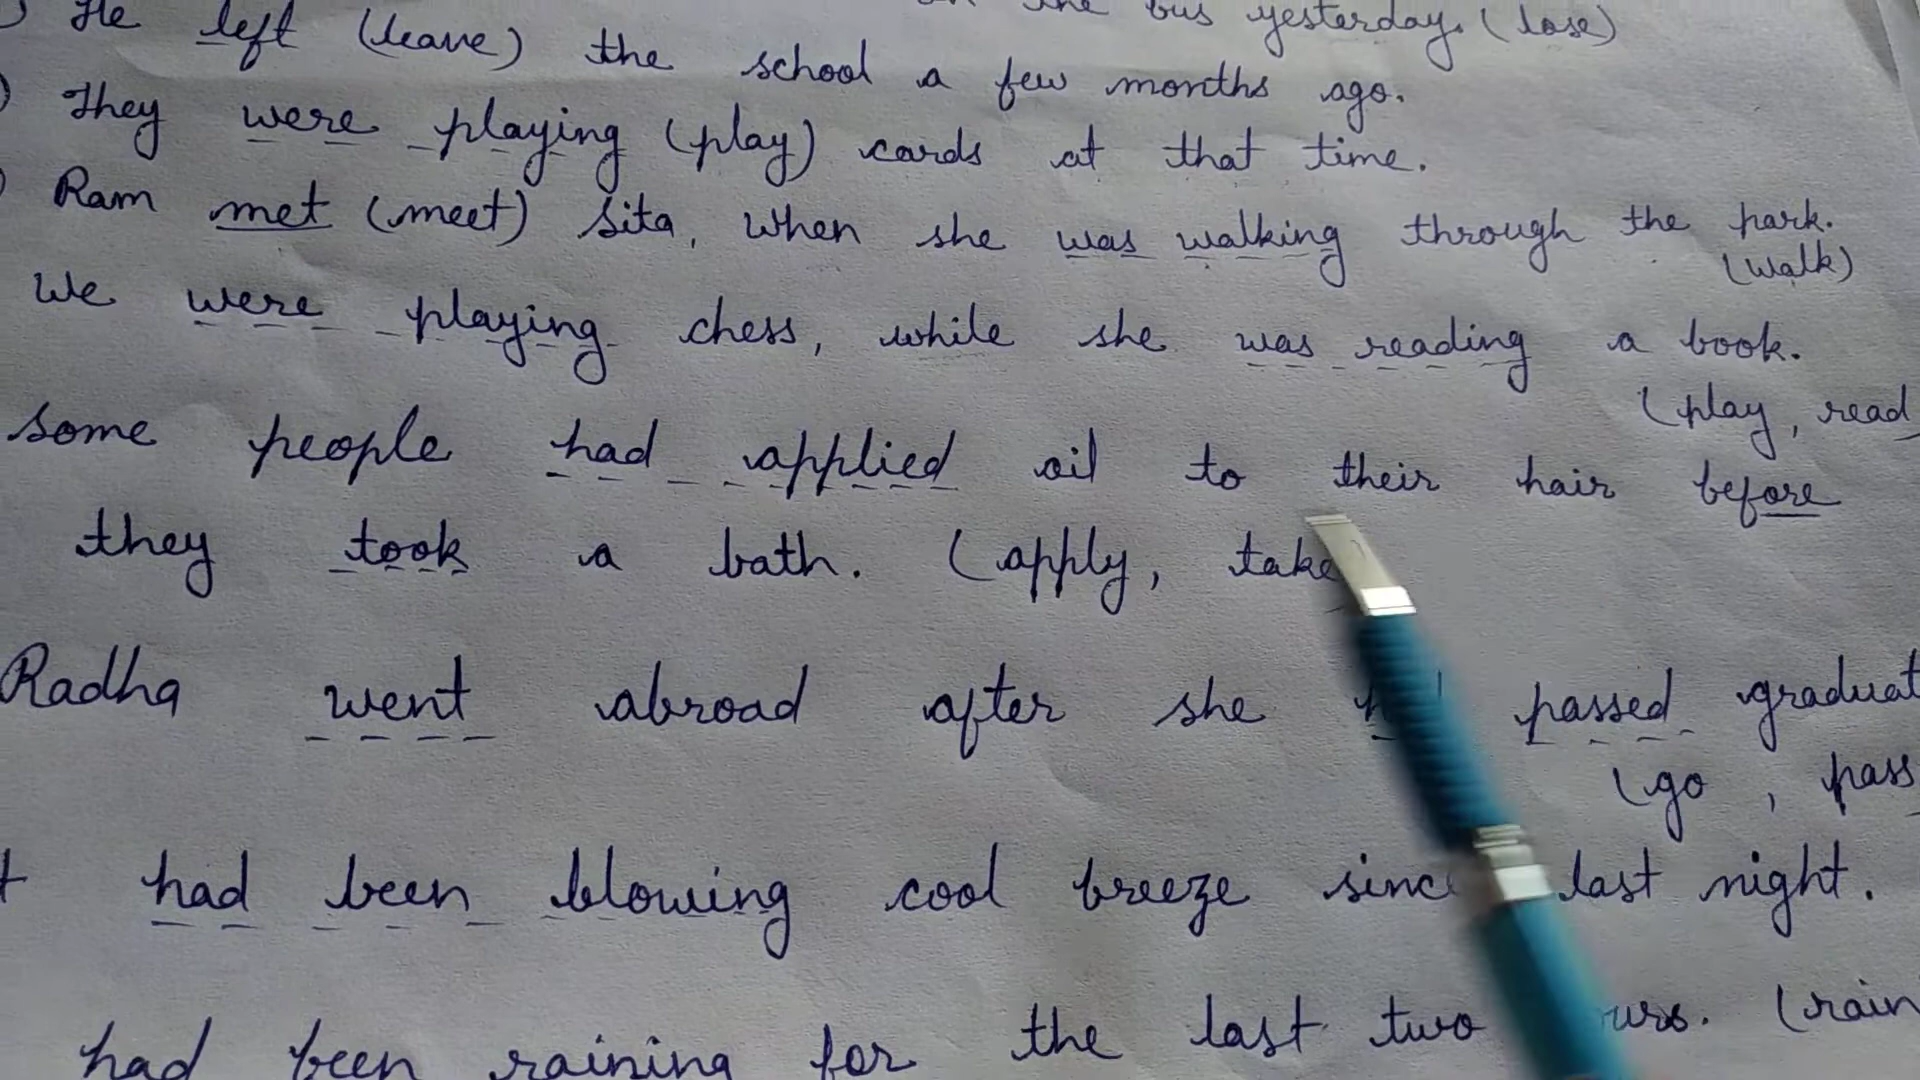 the bus yesterday. (lose)
He left (leave) the school a few months ago.
They were playing (play) cards at that time.
Ram met (meet) Sita, when she was walking through the park.
(walk)
We were playing chess, while she was reading a book.
(play, read
Some people had applied oil to their hair before
they took a bath. (apply, take
Radha went abroad after she passed graduat
(go, pass
had been blowing cool breeze since last night.
had been raining for the last two (rain